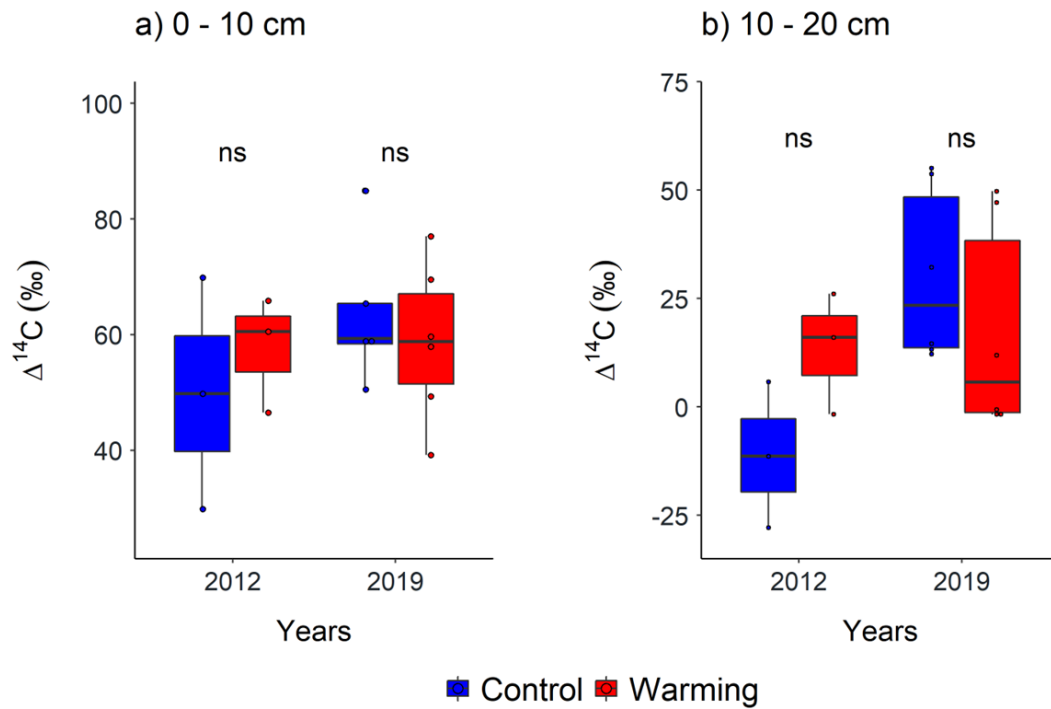 a) 0 - 10 cm
100
80
60
40
Δ¹⁴C (‰)
ns
ns
2012
2019
Years
b) 10 - 20 cm
75
50
25
0
-25
Δ¹⁴C (‰)
ns
ns
2012
2019
Years
Control Warming